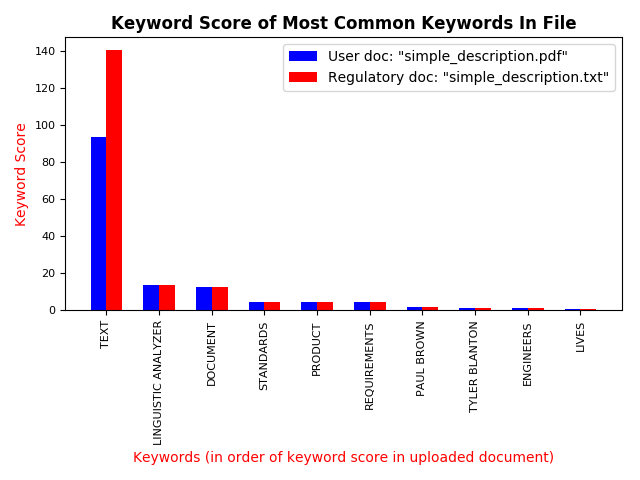 Keyword Score of Most Common Keywords In File
User doc: "simple_description.pdf"
Regulatory doc: "simple_description.txt"
Keyword Score
140
120
100
80
60
40
20
0
TEXT
LINGUISTIC ANALYZER
DOCUMENT
STANDARDS
PRODUCT
REQUIREMENTS
PAUL BROWN
TYLER BLANTON
ENGINEERS
LIVES
Keywords (in order of keyword score in uploaded document)